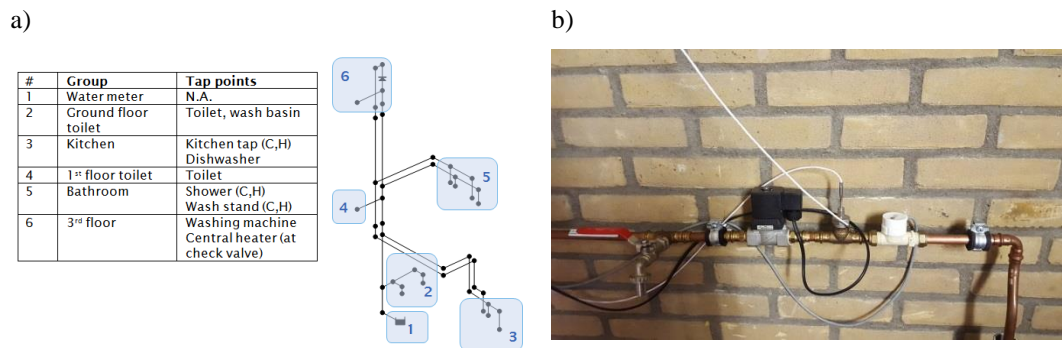 a)
b)
# Group Tap points
1 Water meter N.A.
2 Ground floor Toilet, wash basin
toilet
3 Kitchen Kitchen tap (C,H)
Dishwasher
4 1st floor toilet Toilet
5 Bathroom Shower (C,H)
Wash stand (C,H)
6 3rd floor Washing machine
Central heater (at
check valve)
6
5
4
2
1
3